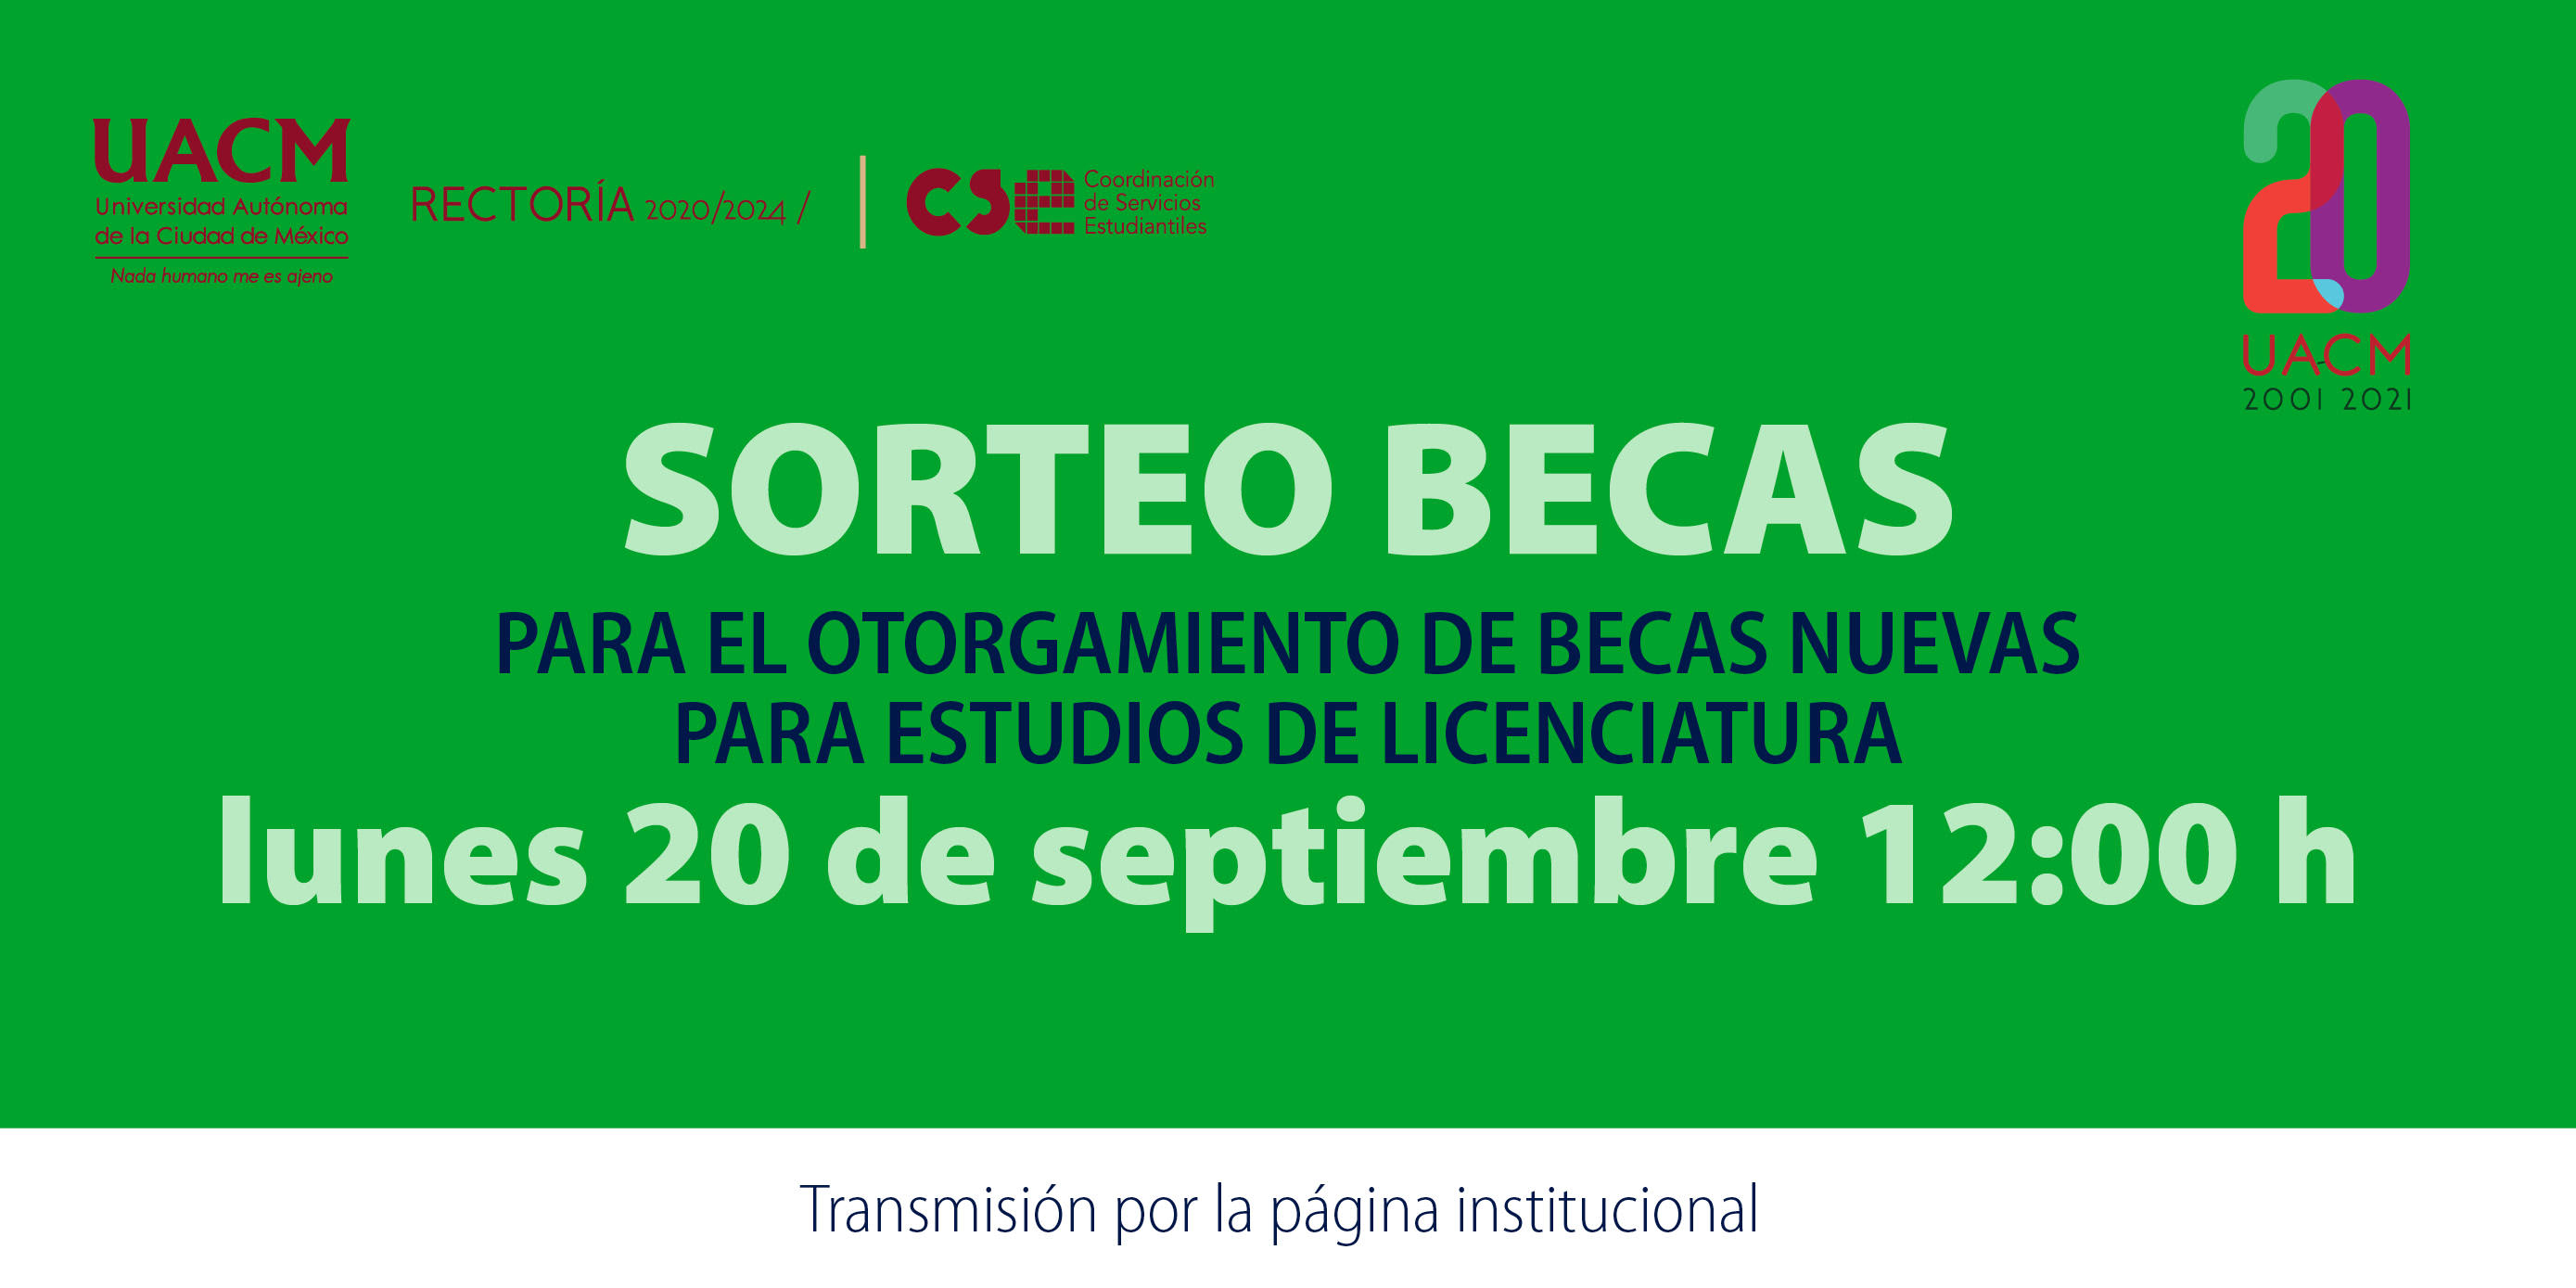 UACM
Universidad Autónoma
de la Ciudad de México
Nada humano me es ajeno
RECTORÍA 2020/2024 /
cse
Coordinación
de Servicios
Estudiantiles
20
UACM
2001 2021
SORTEO BECAS
PARA EL OTORGAMIENTO DE BECAS NUEVAS
PARA ESTUDIOS DE LICENCIATURA
lunes 20 de septiembre 12:00 h
Transmisión por la página institucional